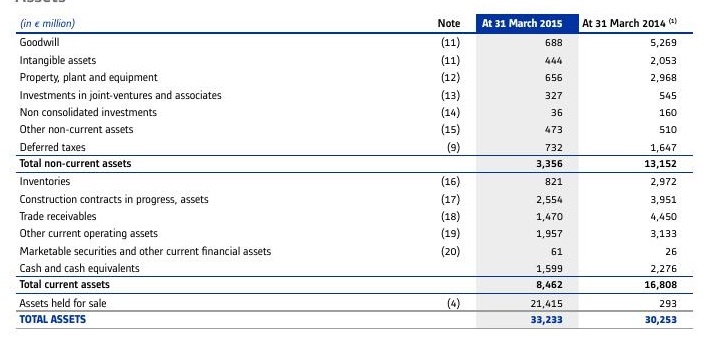 (in € million) Note At 31 March 2015 At 31 March 2014 (1)
Goodwill (11) 688 5,269
Intangible assets (11) 444 2,053
Property, plant and equipment (12) 656 2,968
Investments in joint-ventures and associates (13) 327 545
Non consolidated investments (14) 36 160
Other non-current assets (15) 473 510
Deferred taxes (9) 732 1,647
Total non-current assets 3,356 13,152
Inventories (16) 821 2,972
Construction contracts in progress, assets (17) 2,554 3,951
Trade receivables (18) 1,470 4,450
Other current operating assets (19) 1,957 3,133
Marketable securities and other current financial assets (20) 61 26
Cash and cash equivalents 1,599 2,276
Total current assets 8,462 16,808
Assets held for sale (4) 21,415 293
TOTAL ASSETS 33,233 30,253